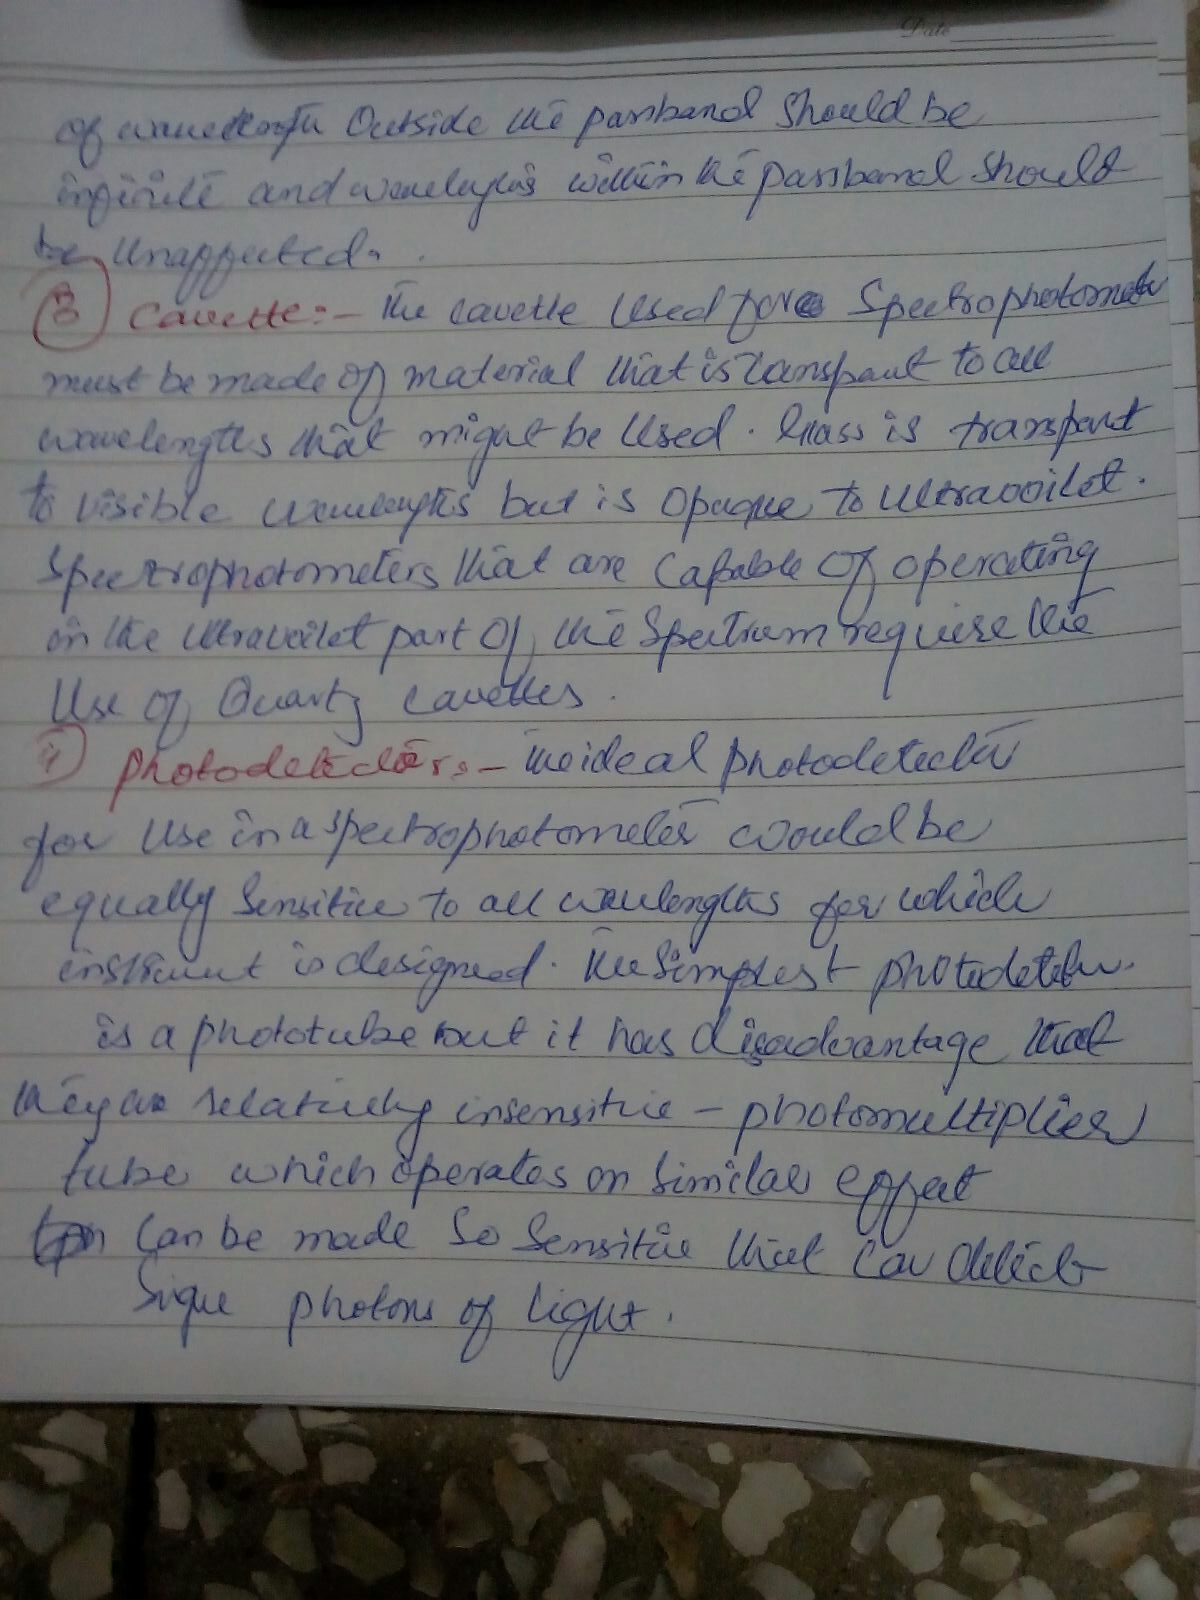 Date
of wavelength Outside the passband should be
infinite and wavelengths within the passband should
be Unaffected.
3 Cavette:- The cavette Used for Spectrophotometer
must be made of material that is transpant to all
wavelengths that might be Used. Glass is transpant
to visible wavelengths but is Opaque to Ultravoilet.
Spectrophotometers that are Capable Of operating
in the Ultravoilet part Of the Spectrum requise the
Use Of Quartz cavettes.
4 Photodetectors - The ideal photodetector
for Use in a spectrophotometer would be
equally Sensitive to all wavelengths for which
instrument is designed. The Simplest photodetector
is a phototube but it has disadvantage that
they are relatively insensitive - photomultiplier
tube which operates on Similar effect
Can be made So Sensitive that Can detect
Single photons of light.